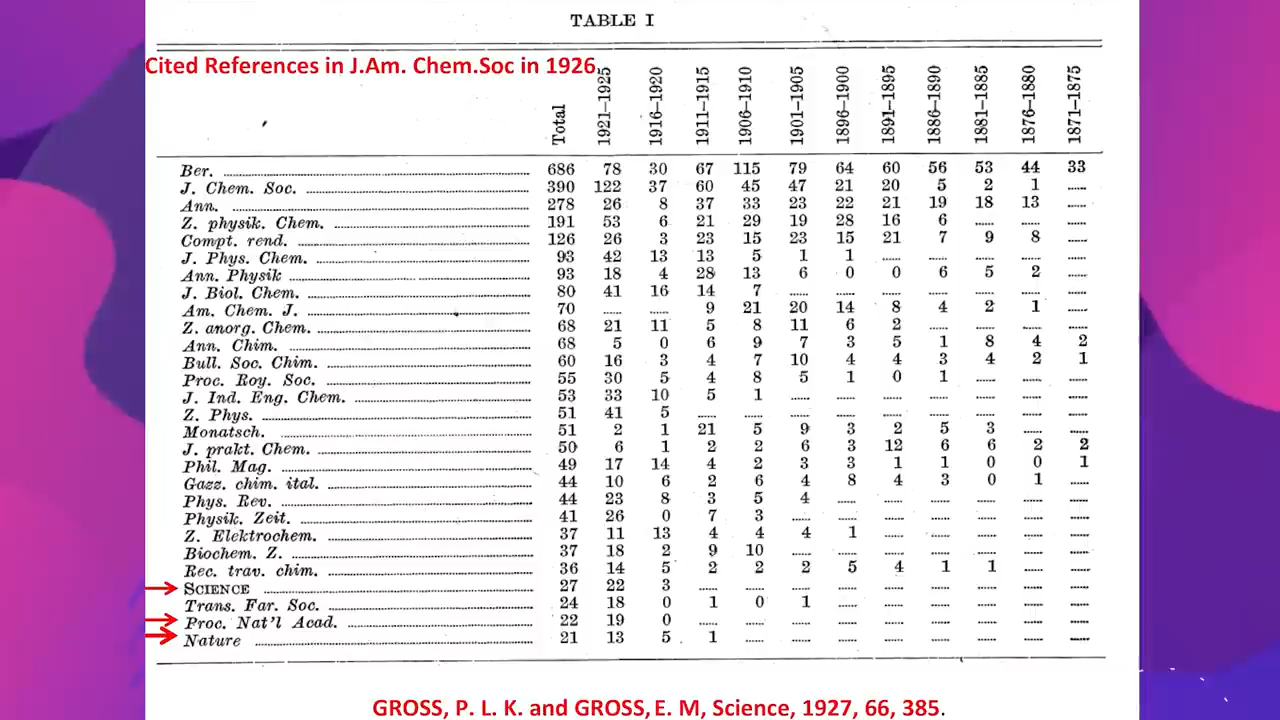 TABLE I
Cited References in J.Am. Chem.Soc in 1926
Total 1921–1925 1916–1920 1911–1915 1906–1910 1901–1905 1896–1900 1891–1895 1886–1890 1881–1885 1876–1880 1871–1875
Ber. 686 78 30 67 115 79 64 60 56 53 44 33
J. Chem. Soc. 390 122 37 60 45 47 21 20 5 2 1 ......
Ann. 278 26 8 37 33 23 22 21 19 18 13
Z. physik. Chem. 191 53 6 21 29 19 28 16 6 ...... ...... ......
Compt. rend. 126 26 3 23 15 23 15 21 7 9 8 ......
J. Phys. Chem. 93 42 13 13 5 1 1 ...... ...... ...... ...... ......
Ann. Physik 93 18 4 28 13 6 0 0 6 5 2 ......
J. Biol. Chem. 80 41 16 14 7 ...... ...... ...... ...... ...... ...... ......
Am. Chem. J. 70 ...... ...... 9 21 20 14 8 4 2 1 ......
Z. anorg. Chem. 68 21 11 5 8 11 6 2 ...... ...... ...... ......
Ann. Chim. 68 5 0 6 9 7 3 5 1 8 4 2
Bull. Soc. Chim. 60 16 3 4 7 10 4 4 3 4 2 1
Proc. Roy. Soc. 55 30 5 4 8 5 1 0 1 ...... ...... ......
J. Ind. Eng. Chem. 53 33 10 5 1 ...... ...... ...... ...... ...... ...... ......
Z. Phys. 51 41 5 ...... ...... ...... ...... ...... ...... ...... ...... ......
Monatsch. 51 2 1 21 5 9 3 2 5 3 ...... ......
J. prakt. Chem. 50 6 1 2 2 6 3 12 6 6 2 2
Phil. Mag. 49 17 14 4 2 3 3 1 1 0 0 1
Gazz. chim. ital. 44 10 6 2 6 4 8 4 3 0 1 ......
Phys. Rev. 44 23 8 3 5 4 ...... ...... ...... ...... ...... ......
Physik. Zeit. 41 26 0 7 3 ...... ...... ...... ...... ...... ...... ......
Z. Elektrochem. 37 11 13 4 4 4 1 ...... ...... ...... ...... ......
Biochem. Z. 37 18 2 9 10 ...... ...... ...... ...... ...... ...... ......
Rec. trav. chim. 36 14 5 2 2 2 5 4 1 1 ...... ......
SCIENCE 27 22 3 ...... ...... ...... ...... ...... ...... ...... ...... ......
Trans. Far. Soc. 24 18 0 1 0 1 ...... ...... ...... ...... ...... ......
Proc. Nat'l Acad. 22 19 0 ...... ...... ...... ...... ...... ...... ...... ...... ......
Nature 21 13 5 1 ...... ...... ...... ...... ...... ...... ...... ......
GROSS, P. L. K. and GROSS, E. M, Science, 1927, 66, 385.